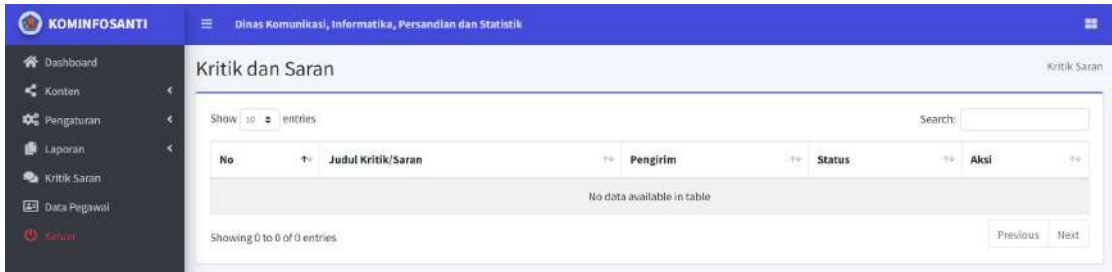 KOMINFOSANTI
Dinas Komunikasi, Informatika, Persandian dan Statistik
Dashboard
Konten
Pengaturan
Laporan
Kritik Saran
Data Pegawai
Keluar
Kritik dan Saran
Kritik Saran
Show 10 entries
Search:
No Judul Kritik/Saran Pengirim Status Aksi
No data available in table
Showing 0 to 0 of 0 entries
Previous Next